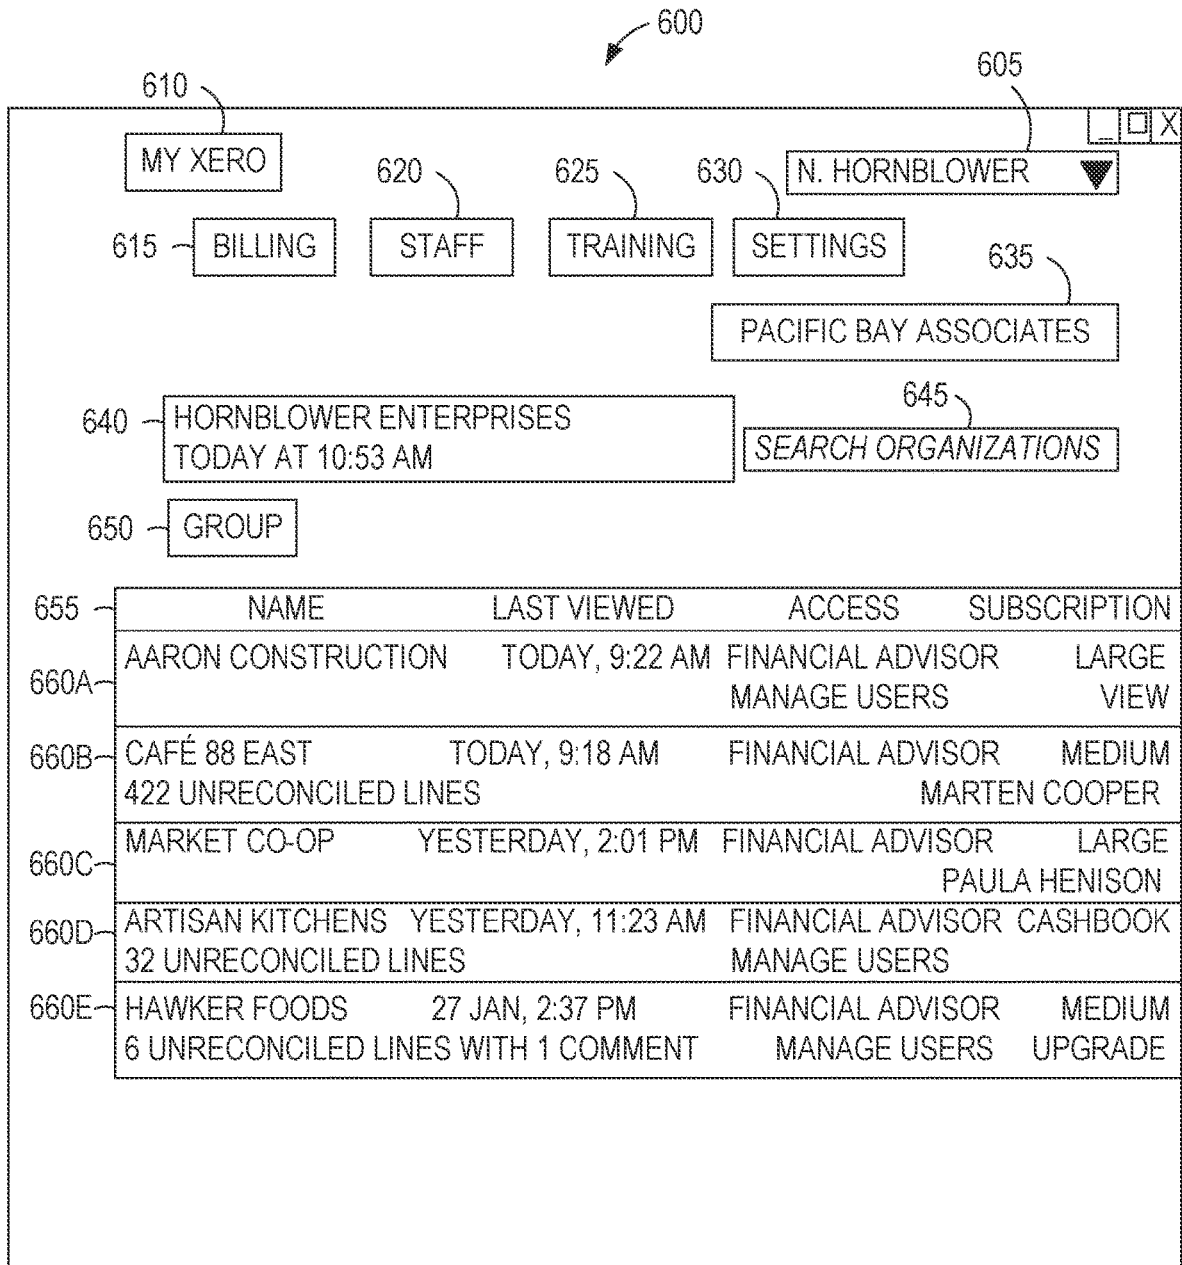 600
605
610
MY XERO
N. HORNBLOWER
620 625 630
615 BILLING STAFF TRAINING SETTINGS
635
PACIFIC BAY ASSOCIATES
645
640 HORNBLOWER ENTERPRISES
TODAY AT 10:53 AM
SEARCH ORGANIZATIONS
650 GROUP
655 NAME LAST VIEWED ACCESS SUBSCRIPTION
660A AARON CONSTRUCTION TODAY, 9:22 AM FINANCIAL ADVISOR LARGE
MANAGE USERS VIEW
660B CAFÉ 88 EAST TODAY, 9:18 AM FINANCIAL ADVISOR MEDIUM
422 UNRECONCILED LINES MARTEN COOPER
660C MARKET CO-OP YESTERDAY, 2:01 PM FINANCIAL ADVISOR LARGE
PAULA HENISON
660D ARTISAN KITCHENS YESTERDAY, 11:23 AM FINANCIAL ADVISOR CASHBOOK
32 UNRECONCILED LINES MANAGE USERS
660E HAWKER FOODS 27 JAN, 2:37 PM FINANCIAL ADVISOR MEDIUM
6 UNRECONCILED LINES WITH 1 COMMENT MANAGE USERS UPGRADE